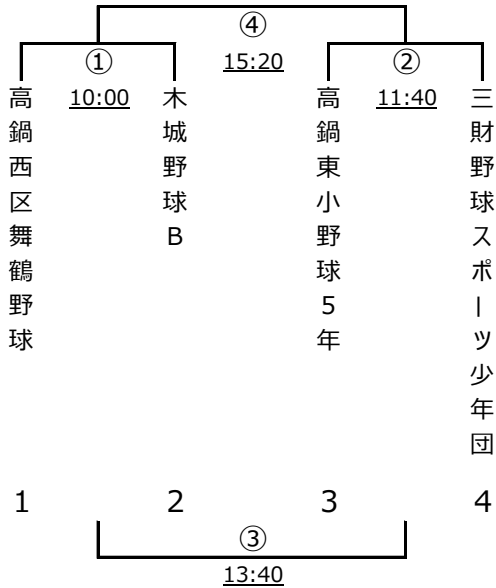 ④
15:20
①
10:00
②
11:40
高鍋西区舞鶴野球
木城野球B
高鍋東小野球5年
三財野球スポーツ少年団
1 2 3 4
③
13:40